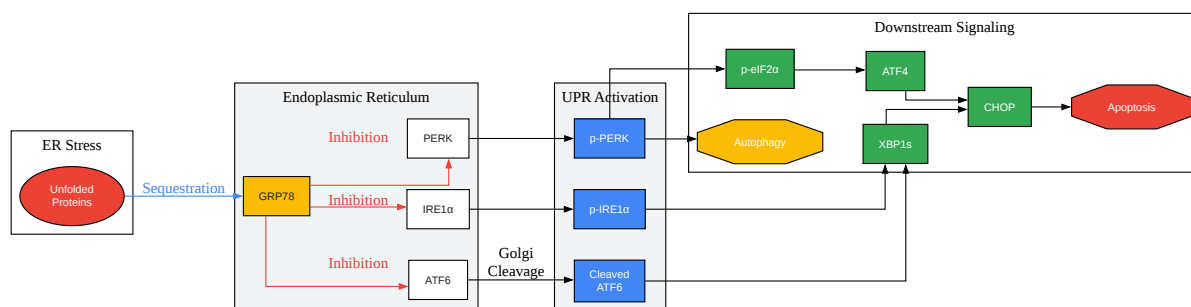 Downstream Signaling
p-eIF2α
ATF4
CHOP
Apoptosis
XBP1s
Autophagy
Endoplasmic Reticulum
UPR Activation
Inhibition
PERK
p-PERK
ER Stress
Unfolded
Proteins
Sequestration
GRP78
Inhibition
IRE1α
p-IRE1α
Inhibition
ATF6
Golgi
Cleavage
Cleaved
ATF6